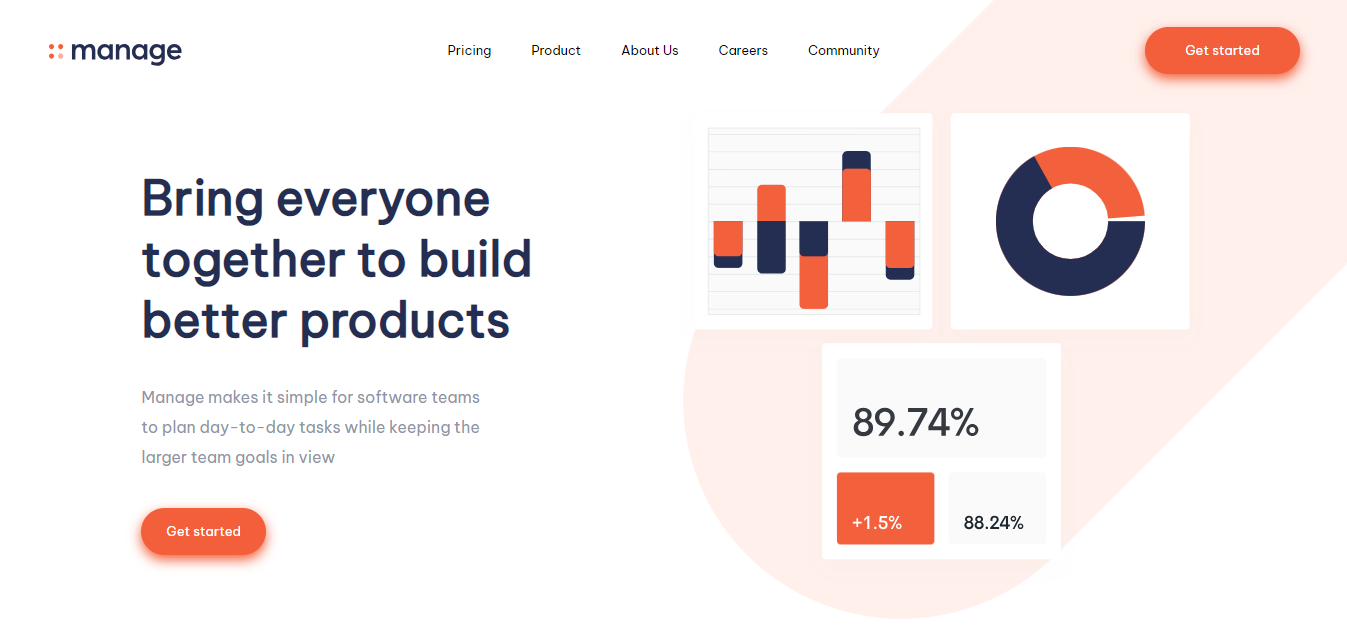 manage
Pricing
Product
About Us
Careers
Community
Get started
Bring everyone
together to build
better products
Manage makes it simple for software teams
to plan day-to-day tasks while keeping the
larger team goals in view
Get started
89.74%
+1.5%
88.24%